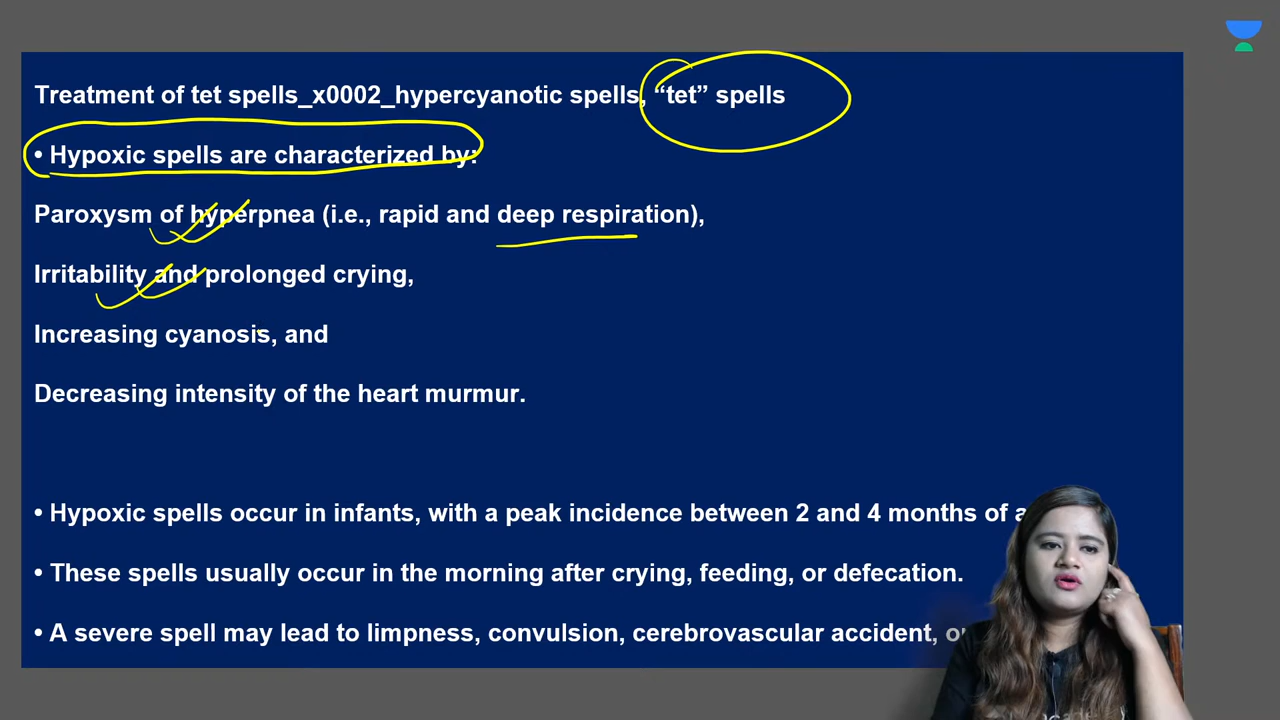 Treatment of tet spells_x0002_hypercyanotic spells, “tet” spells
• Hypoxic spells are characterized by:
Paroxysm of hyperpnea (i.e., rapid and deep respiration),
Irritability and prolonged crying,
Increasing cyanosis, and
Decreasing intensity of the heart murmur.
• Hypoxic spells occur in infants, with a peak incidence between 2 and 4 months of
• These spells usually occur in the morning after crying, feeding, or defecation.
• A severe spell may lead to limpness, convulsion, cerebrovascular accident, or